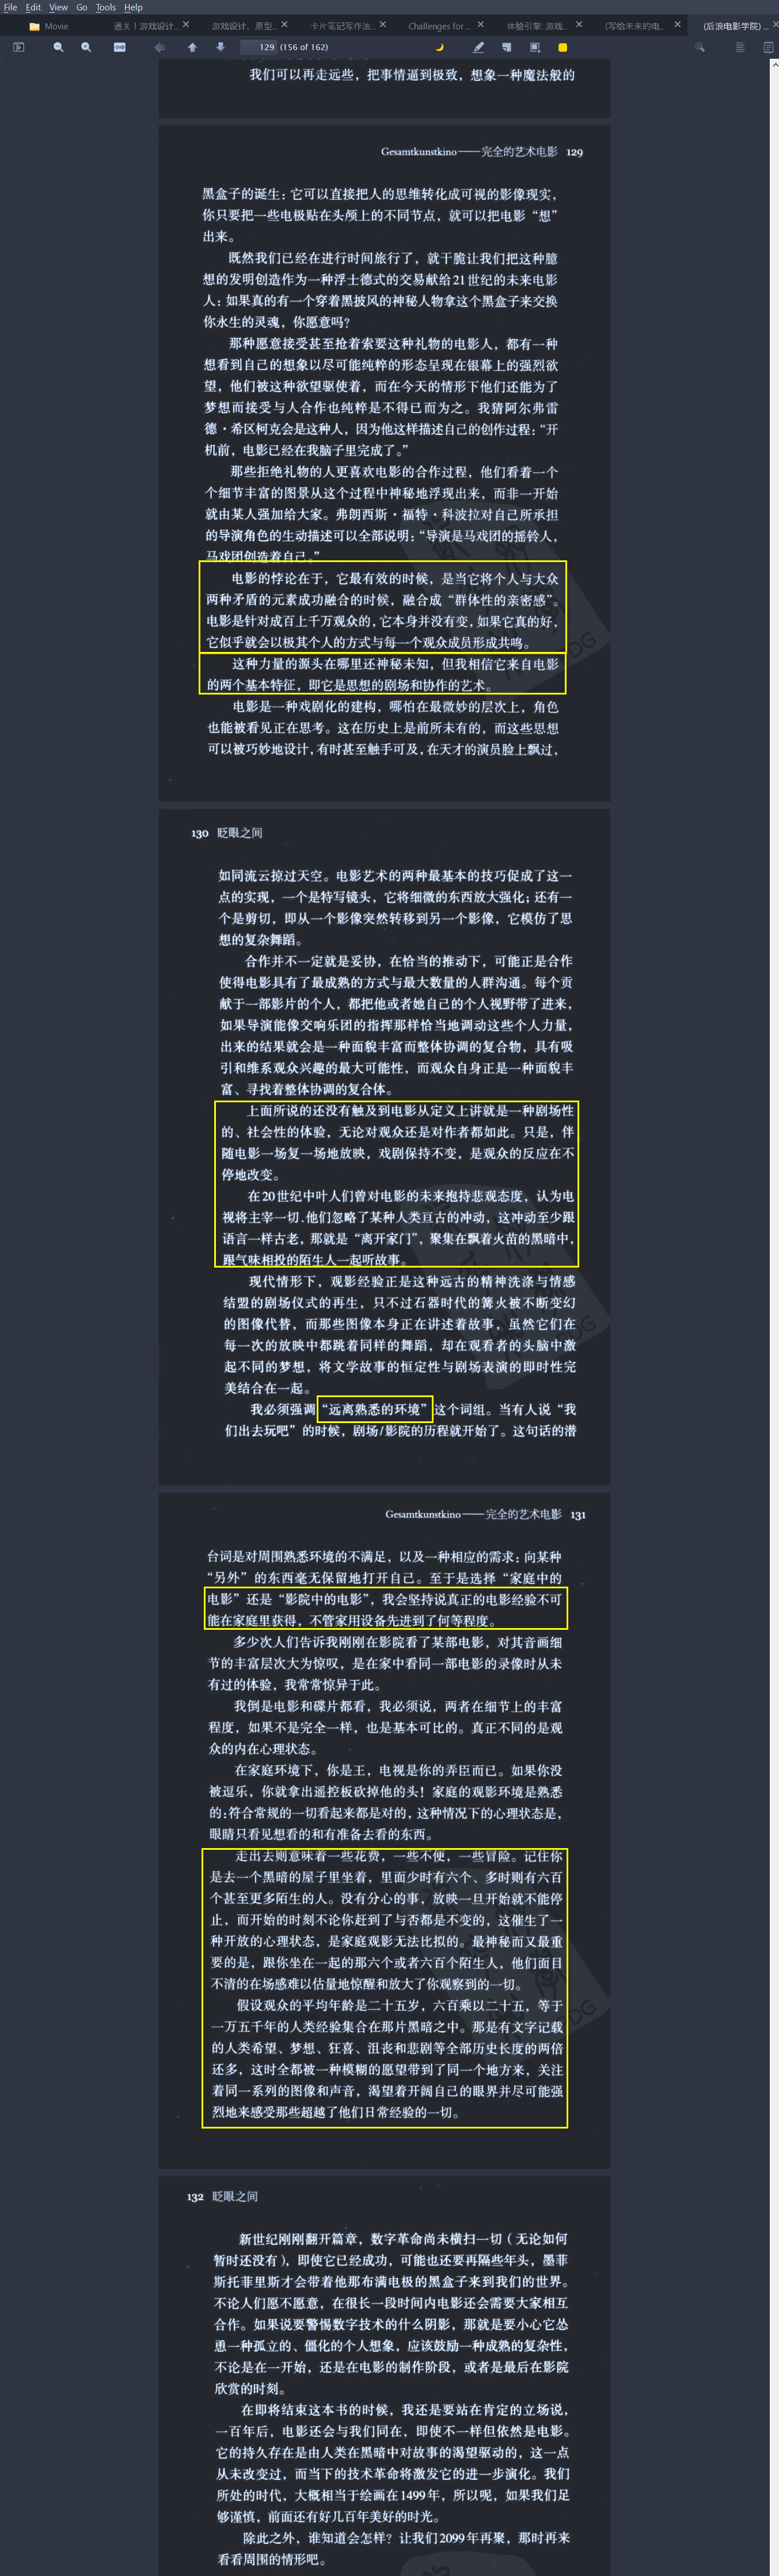 File Edit View Go Tools Help
Movie
通关！游戏设计...
游戏设计、原型...
卡片笔记写作法...
Challenges for ...
体验引擎: 游戏...
(写给未来的电...
(后浪电影学院) ...
129 (156 of 162)
我们可以再走远些，把事情逼到极致，想象一种魔法般的
Gesamtkunstkino——完全的艺术电影 129
黑盒子的诞生：它可以直接把人的思维转化成可视的影像现实，
你只要把一些电极贴在头颅上的不同节点，就可以把电影“想”
出来。
既然我们已经在进行时间旅行了，就干脆让我们把这种臆
想的发明创造作为一种浮士德式的交易献给21世纪的未来电影
人：如果真的有一个穿着黑披风的神秘人物拿这个黑盒子来交换
你永生的灵魂，你愿意吗？
那种愿意接受甚至抢着索要这种礼物的电影人，都有一种
想看到自己的想象以尽可能纯粹的形态呈现在银幕上的强烈欲
望，他们被这种欲望驱使着，而在今天的情形下他们还能为了
梦想而接受与人合作也纯粹是不得已而为之。我猜阿尔弗雷
德·希区柯克会是这种人，因为他这样描述自己的创作过程：“开
机前，电影已经在我脑子里完成了。”
那些拒绝礼物的人更喜欢电影的合作过程，他们看着一个
个细节丰富的图景从这个过程中神秘地浮现出来，而非一开始
就由某人强加给大家。弗朗西斯·福特·科波拉对自己所承担
的导演角色的生动描述可以全部说明：“导演是马戏团的摇铃人，
马戏团创造着自己。”
电影的悖论在于，它最有效的时候，是当它将个人与大众
两种矛盾的元素成功融合的时候，融合成“群体性的亲密感”。
电影是针对成百上千万观众的，它本身并没有变，如果它真的好，
它似乎就会以极其个人的方式与每一个观众成员形成共鸣。
这种力量的源头在哪里还神秘未知，但我相信它来自电影
的两个基本特征，即它是思想的剧场和协作的艺术。
电影是一种戏剧化的建构，哪怕在最微妙的层次上，角色
也能被看见正在思考。这在历史上是前所未有的，而这些思想
可以被巧妙地设计，有时甚至触手可及，在天才的演员脸上飘过，
130 眨眼之间
如同流云掠过天空。电影艺术的两种最基本的技巧促成了这一
点的实现，一个是特写镜头，它将细微的东西放大强化；还有一
个是剪切，即从一个影像突然转移到另一个影像，它模仿了思
想的复杂舞蹈。
合作并不一定就是妥协，在恰当的推动下，可能正是合作
使得电影具有了最成熟的方式与最大数量的人群沟通。每个贡
献于一部影片的个人，都把他或者她自己的个人视野带了进来，
如果导演能像交响乐团的指挥那样恰当地调动这些个人力量，
出来的结果就会是一种面貌丰富而整体协调的复合物，具有吸
引和维系观众兴趣的最大可能性，而观众自身正是一种面貌丰
富、寻找着整体协调的复合体。
上面所说的还没有触及到电影从定义上讲就是一种剧场性
的、社会性的体验，无论对观众还是对作者都如此。只是，伴
随电影一场复一场地放映，戏剧保持不变，是观众的反应在不
停地改变。
在20世纪中叶人们曾对电影的未来抱持悲观态度，认为电
视将主宰一切.他们忽略了某种人类亘古的冲动，这冲动至少跟
语言一样古老，那就是“离开家门”，聚集在飘着火苗的黑暗中，
跟气味相投的陌生人一起听故事。
现代情形下，观影经验正是这种远古的精神洗涤与情感
结盟的剧场仪式的再生，只不过石器时代的篝火被不断变幻
的图像代替，而那些图像本身正在讲述着故事，虽然它们在
每一次的放映中都跳着同样的舞蹈，却在观看者的头脑中激
起不同的梦想，将文学故事的恒定性与剧场表演的即时性完
美结合在一起。
我必须强调“远离熟悉的环境”这个词组。当有人说“我
们出去玩吧”的时候，剧场/影院的历程就开始了。这句话的潜
Gesamtkunstkino——完全的艺术电影 131
台词是对周围熟悉环境的不满足，以及一种相应的需求：向某种
“另外”的东西毫无保留地打开自己。至于是选择“家庭中的
电影”还是“影院中的电影”，我会坚持说真正的电影经验不可
能在家庭里获得，不管家用设备先进到了何等程度。
多少次人们告诉我刚刚在影院看了某部电影，对其音画细
节的丰富层次大为惊叹，是在家中看同一部电影的录像时从未
有过的体验，我常常惊异于此。
我倒是电影和碟片都看，我必须说，两者在细节上的丰富
程度，如果不是完全一样，也是基本可比的。真正不同的是观
众的内在心理状态。
在家庭环境下，你是王，电视是你的弄臣而已。如果你没
被逗乐，你就拿出遥控板砍掉他的头！家庭的观影环境是熟悉
的：符合常规的一切看起来都是对的，这种情况下的心理状态是，
眼睛只看见想看的和有准备去看的东西。
走出去则意味着一些花费，一些不便，一些冒险。记住你
是去一个黑暗的屋子里坐着，里面少时有六个、多时则有六百
个甚至更多陌生的人。没有分心的事，放映一旦开始就不能停
止，而开始的时刻不论你赶到了与否都是不变的，这催生了一
种开放的心理状态，是家庭观影无法比拟的。最神秘而又最重
要的是，跟你坐在一起的那六个或者六百个陌生人，他们面目
不清的在场感难以估量地惊醒和放大了你观察到的一切。
假设观众的平均年龄是二十五岁，六百乘以二十五，等于
一万五千年的人类经验集合在那片黑暗之中。那是有文字记载
的人类希望、梦想、狂喜、沮丧和悲剧等全部历史长度的两倍
还多，这时全都被一种模糊的愿望带到了同一个地方来，关注
着同一系列的图像和声音，渴望着开阔自己的眼界并尽可能强
烈地来感受那些超越了他们日常经验的一切。
132 眨眼之间
新世纪刚刚翻开篇章，数字革命尚未横扫一切（无论如何
暂时还没有），即使它已经成功，可能也还要再隔些年头，墨菲
斯托菲里斯才会带着他那布满电极的黑盒子来到我们的世界。
不论人们愿不愿意，在很长一段时间内电影还会需要大家相互
合作。如果说要警惕数字技术的什么阴影，那就是要小心它怂
恿一种孤立的、僵化的个人想象，应该鼓励一种成熟的复杂性，
不论是在一开始，还是在电影的制作阶段，或者是最后在影院
欣赏的时刻。
在即将结束这本书的时候，我还是要站在肯定的立场说，
一百年后，电影还会与我们同在，即使不一样但依然是电影。
它的持久存在是由人类在黑暗中对故事的渴望驱动的，这一点
从未改变过，而当下的技术革命将激发它的进一步演化。我们
所处的时代，大概相当于绘画在1499年，所以呢，如果我们足
够谨慎，前面还有好几百年美好的时光。
除此之外，谁知道会怎样？让我们2099年再聚，那时再来
看看周围的情形吧。